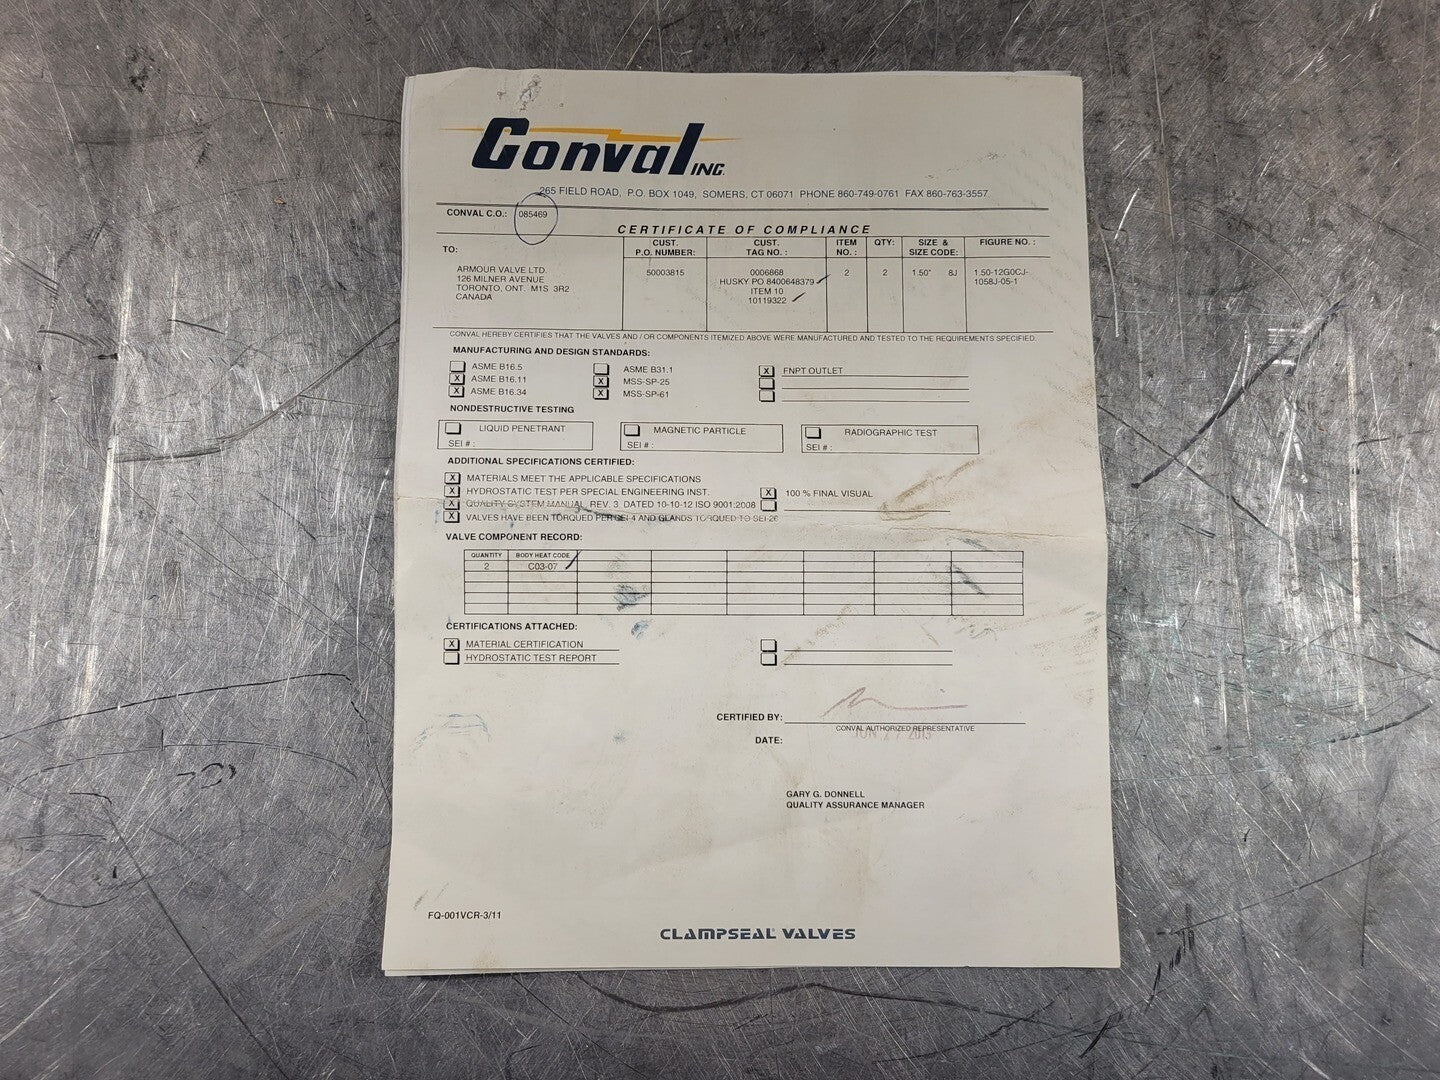 Conval INC.
265 FIELD ROAD, P.O. BOX 1049, SOMERS, CT 06071 PHONE 860-749-0761 FAX 860-763-3557
CONVAL C.O.: 085469
CERTIFICATE OF COMPLIANCE
TO:
CUST. P.O. NUMBER:
CUST. TAG NO. :
ITEM NO. :
QTY:
SIZE & SIZE CODE:
FIGURE NO. :
ARMOUR VALVE LTD.
126 MILNER AVENUE
TORONTO, ONT. M1S 3R2
CANADA
50003815
0006868
HUSKY PO 8400648379
ITEM 10
10119322
2
2
1.50" 8J
1.50-12G0CJ-
1058J-05-1
CONVAL HEREBY CERTIFIES THAT THE VALVES AND / OR COMPONENTS ITEMIZED ABOVE WERE MANUFACTURED AND TESTED TO THE REQUIREMENTS SPECIFIED.
MANUFACTURING AND DESIGN STANDARDS:
ASME B16.5
X ASME B16.11
X ASME B16.34
ASME B31.1
X MSS-SP-25
X MSS-SP-61
X FNPT OUTLET
NONDESTRUCTIVE TESTING
LIQUID PENETRANT
SEI # :
MAGNETIC PARTICLE
SEI # :
RADIOGRAPHIC TEST
SEI # :
ADDITIONAL SPECIFICATIONS CERTIFIED:
X MATERIALS MEET THE APPLICABLE SPECIFICATIONS
X HYDROSTATIC TEST PER SPECIAL ENGINEERING INST.
X QUALITY SYSTEM MANUAL, REV. 3 DATED 10-10-12 ISO 9001:2008
X VALVES HAVE BEEN TORQUED PER SEI-4 AND GLANDS TORQUED TO SEI-26
X 100 % FINAL VISUAL
VALVE COMPONENT RECORD:
QUANTITY BODY HEAT CODE
2 C03-07
CERTIFICATIONS ATTACHED:
X MATERIAL CERTIFICATION
HYDROSTATIC TEST REPORT
CERTIFIED BY:
CONVAL AUTHORIZED REPRESENTATIVE
DATE: JUN 2013
GARY G. DONNELL
QUALITY ASSURANCE MANAGER
FQ-001VCR-3/11
CLAMPSEAL VALVES